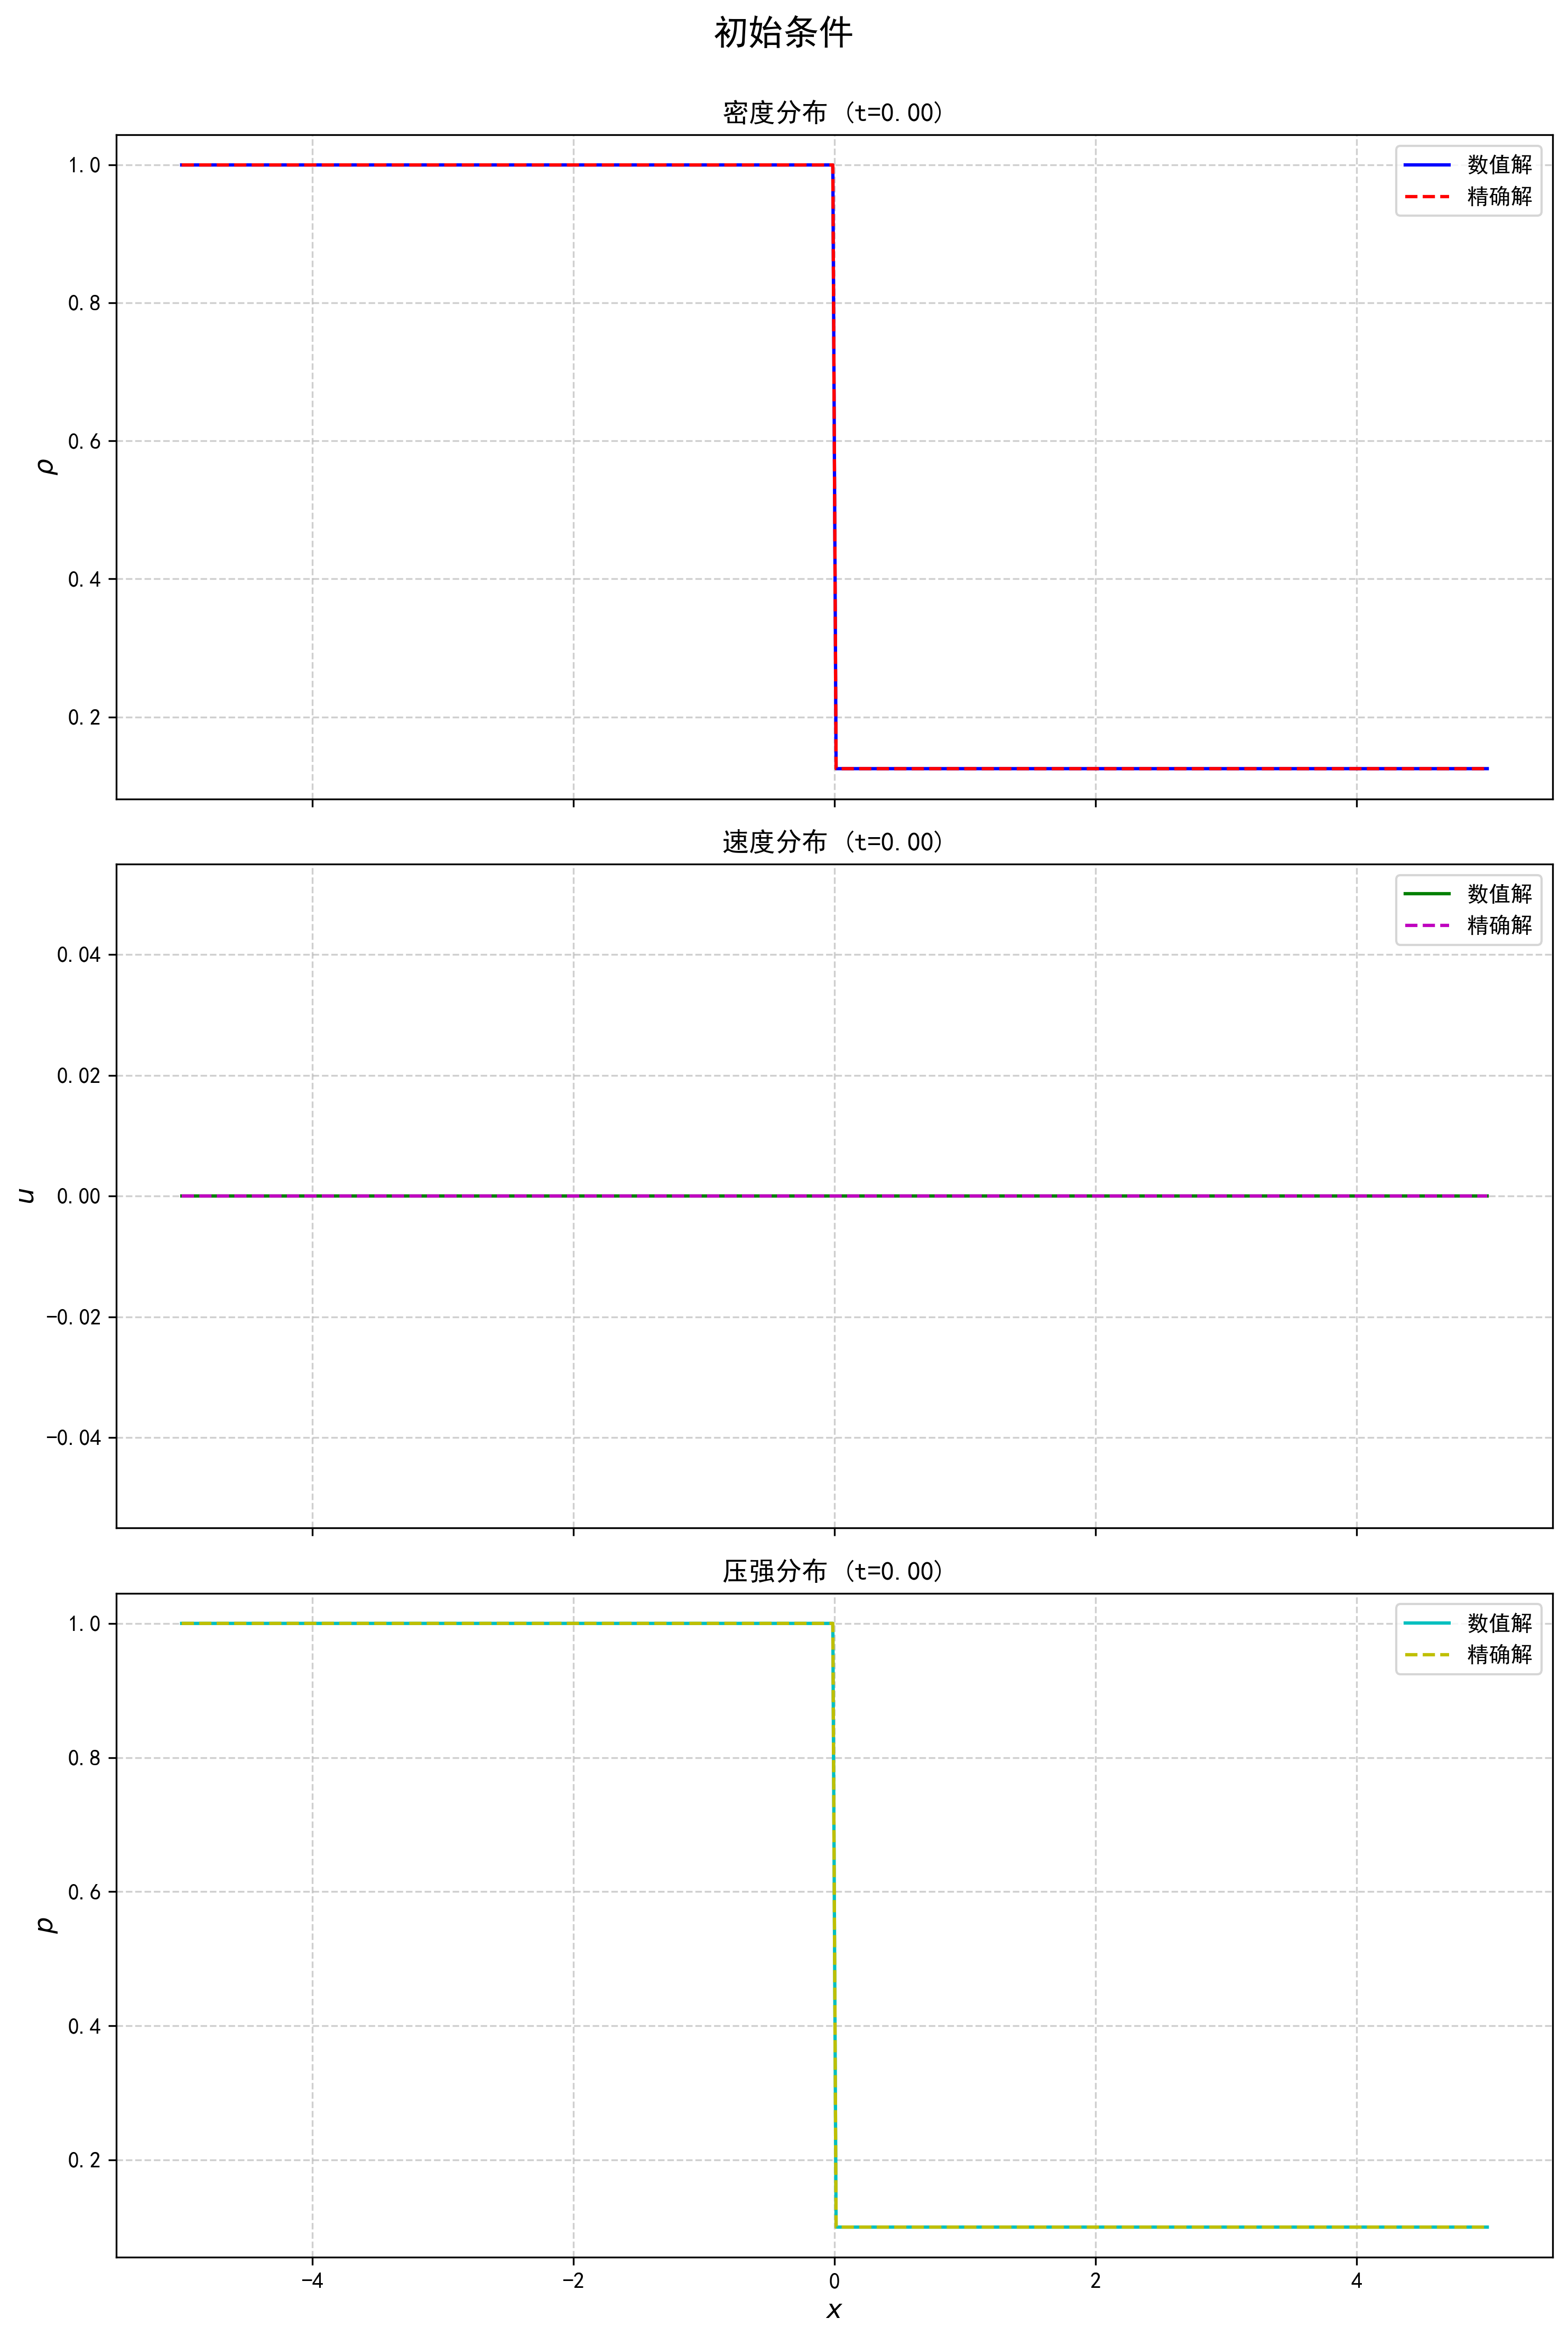 初始条件
密度分布 (t=0.00)
1.0
0.8
0.6
0.4
0.2
ρ
数值解
精确解
速度分布 (t=0.00)
0.04
0.02
0.00
−0.02
−0.04
u
数值解
精确解
压强分布 (t=0.00)
1.0
0.8
0.6
0.4
0.2
p
数值解
精确解
−4
−2
0
2
4
x